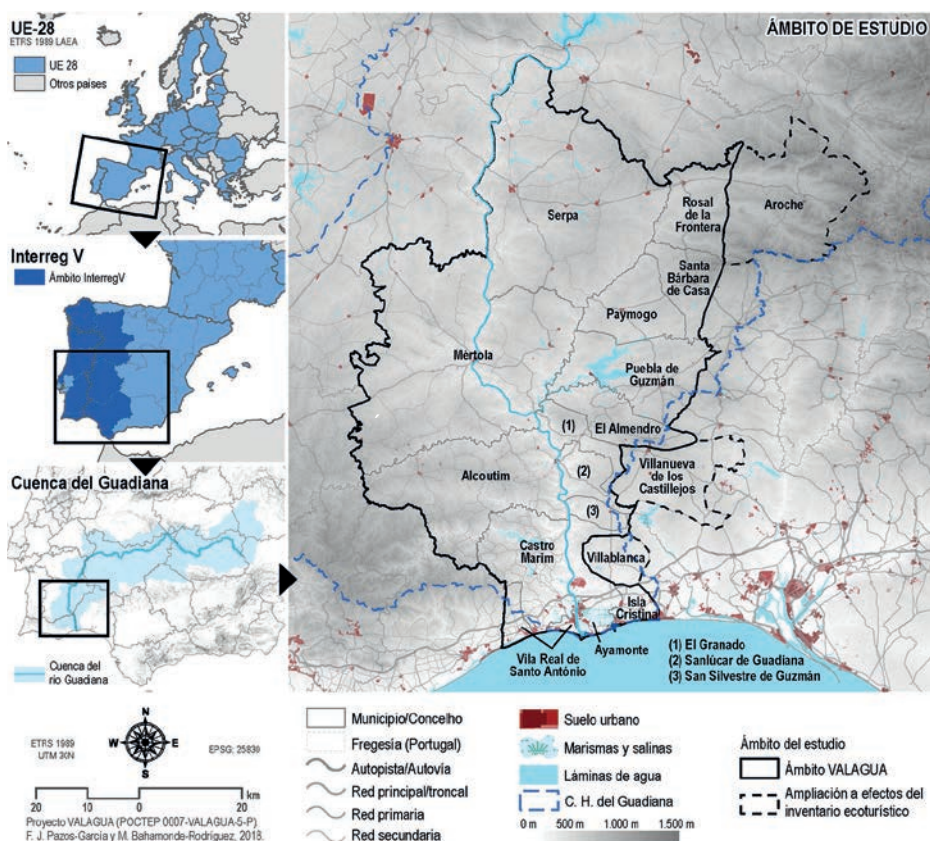 UE-28
ETRS 1989 LAEA
UE 28
Otros países
Interreg V
Ámbito InterregV
Cuenca del Guadiana
Cuenca del
río Guadiana
ÁMBITO DE ESTUDIO
Serpa
Rosal
de la
Frontera
Aroche
Santa
Bárbara
de Casa
Paymogo
Mértola
Puebla
de Guzmán
(1)
El Almendro
Alcoutim
(2)
Villanueva
de los
Castillejos
(3)
Castro
Marim
Villablanca
Isla
Cristina
Vila Real de
Santo António
Ayamonte
(1) El Granado
(2) Sanlúcar de Guadiana
(3) San Silvestre de Guzmán
ETRS 1989
UTM 30N
N
W
E
S
EPSG: 25830
20
10
0
20
km
Proyecto VALAGUA (POCTEP 0007-VALAGUA-5-P)
F. J. Pazos-García y M. Bahamonde-Rodríguez, 2018.
Municipio/Concelho
Fregesía (Portugal)
Autopista/Autovía
Red principal/troncal
Red primaria
Red secundaria
Suelo urbano
Marismas y salinas
Láminas de agua
C. H. del Guadiana
0 m 500 m 1.000 m 1.500 m
Ámbito del estudio
Ámbito VALAGUA
Ampliación a efectos del
inventario ecoturístico